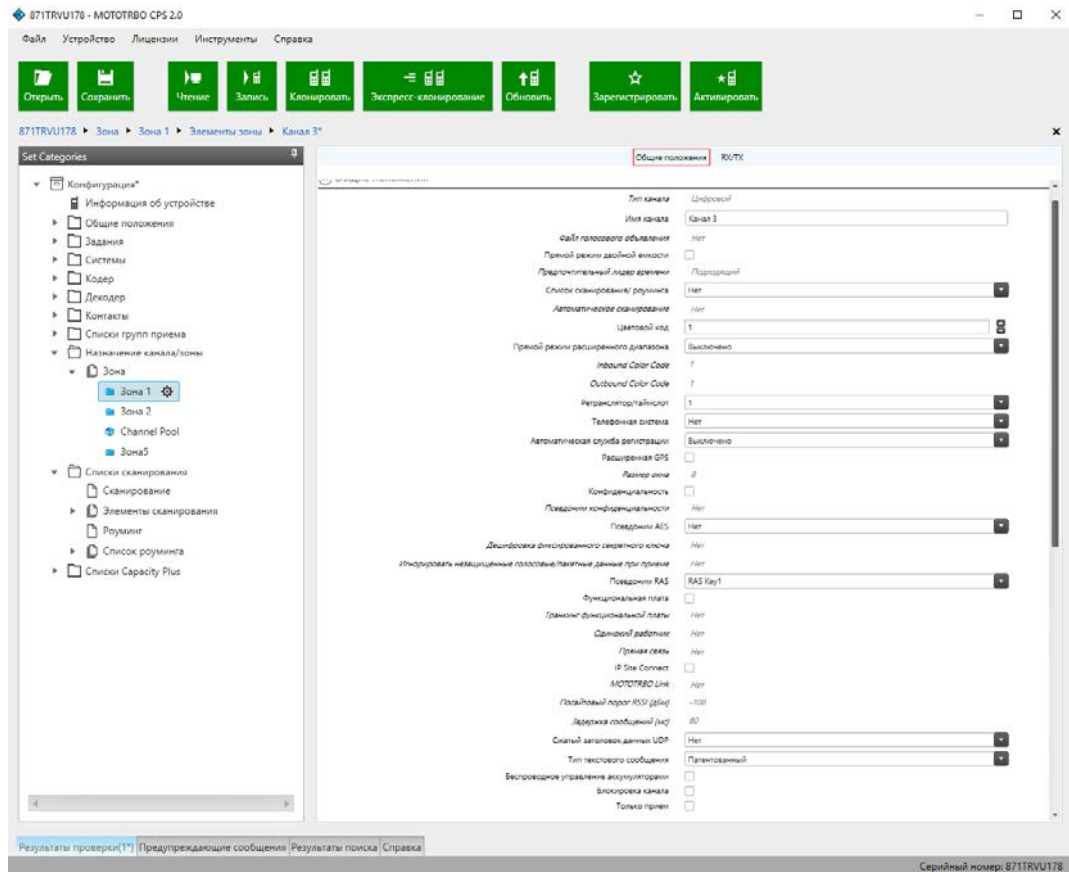 871TRVU178 - MOTOTRBO CPS 2.0
Файл Устройство Лицензии Инструменты Справка
Открыть Сохранить Чтение Запись Клонировать Экспресс-клонирование Обновить Зарегистрировать Активировать
871TRVU178 Зона Зона 1 Элементы зоны Канал 3*
Set Categories
Конфигурация*
Информация об устройстве
Общие положения
Задания
Системы
Кодер
Декодер
Контакты
Списки групп приема
Назначение канала/зоны
Зона
Зона 1
Зона 2
Channel Pool
Зона5
Списки сканирования
Сканирование
Элементы сканирования
Роуминг
Список роуминга
Списки Capacity Plus
Общие положения RX/TX
Общие положения
Тип канала Цифровой
Имя канала Канал 3
Файл голосового объявления Нет
Прямой режим двойной емкости
Предпочтительный лидер времени Подходящий
Список сканирования/ роуминга Нет
Автоматическое сканирование Нет
Цветовой код 1
Прямой режим расширенного диапазона Выключено
Inbound Color Code 1
Outbound Color Code 1
Ретранслятор/таймслот 1
Телефонная система Нет
Автоматическая служба регистрации Выключено
Расширенная GPS
Размер окна 8
Конфиденциальность
Псевдоним конфиденциальности Нет
Псевдоним AES Нет
Дешифровка фиксированного секретного ключа Нет
Игнорировать незащищенные голосовые/пакетные данные при приеме Нет
Псевдоним RAS RAS Key1
Функциональная плата
Транкинг функциональной платы Нет
Одинокий работник Нет
Прямая связь Нет
IP Site Connect
MOTOTRBO Link Нет
Посайтовый порог RSSI (дБм) -108
Задержка сообщений (мс) 60
Сжатый заголовок данных UDP Нет
Тип текстового сообщения Патентованный
Беспроводное управление аккумуляторами
Блокировка канала
Только прием
Результаты проверки(1*) Предупреждающие сообщения Результаты поиска Справка
Серийный номер: 871TRVU178